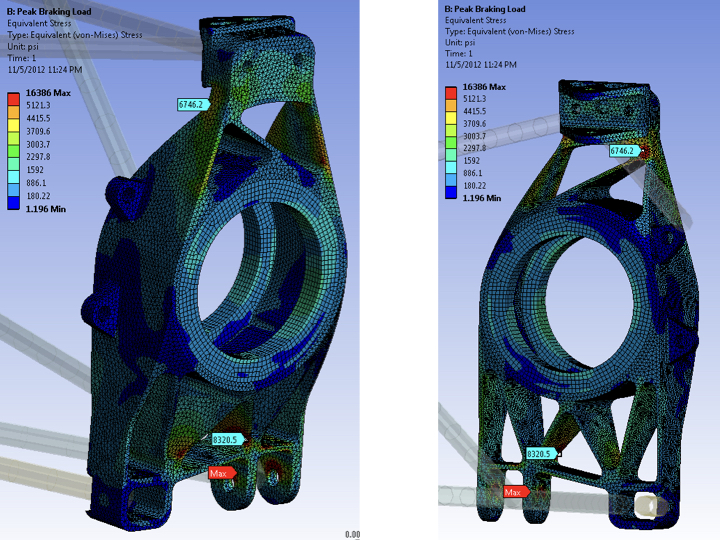 B: Peak Braking Load
Equivalent Stress
Type: Equivalent (von-Mises) Stress
Unit: psi
Time: 1
11/5/2012 11:24 PM
16386 Max
5121.3
4415.5
3709.6
3003.7
2297.8
1592
886.1
180.22
1.196 Min
6746.2
8320.5
Max
0.00
B: Peak Braking Load
Equivalent Stress
Type: Equivalent (von-Mises) Stress
Unit: psi
Time: 1
11/5/2012 11:24 PM
16386 Max
5121.3
4415.5
3709.6
3003.7
2297.8
1592
886.1
180.22
1.196 Min
6746.2
8320.5
Max